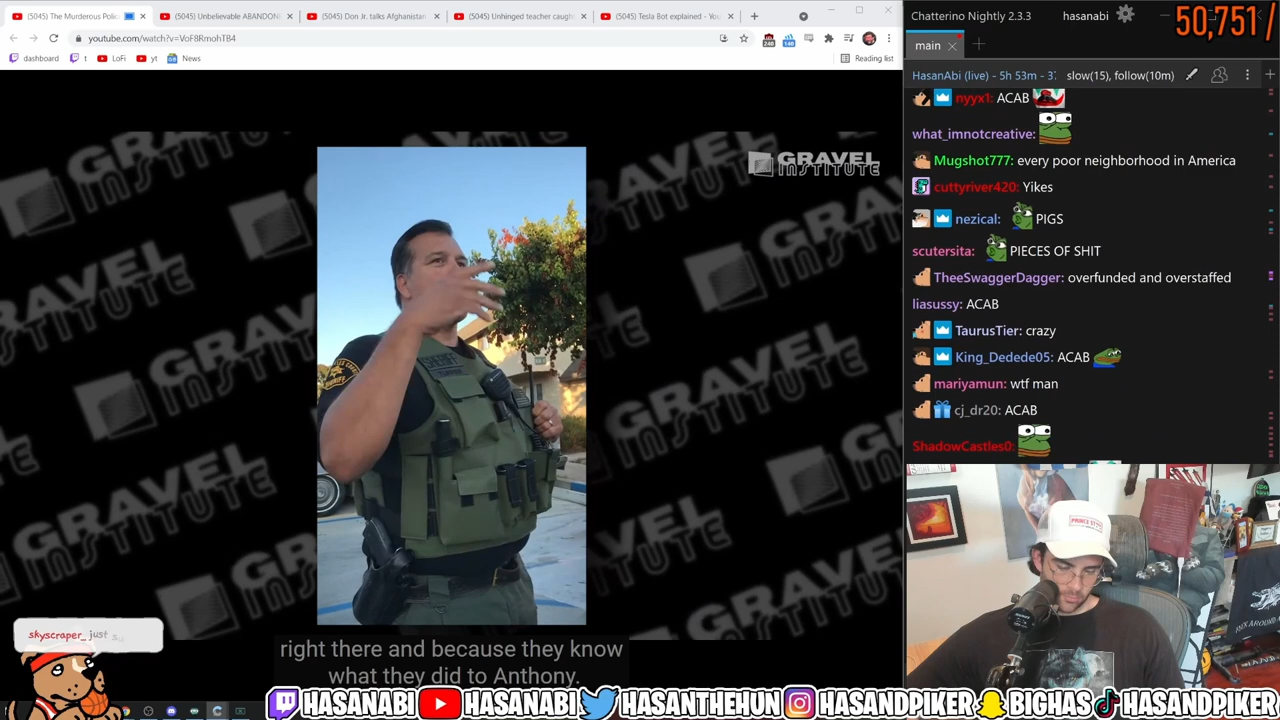 (5045) The Murderous Polic
(5045) Unbelievable ABANDON
(5045) Don Jr. talks Afghanistan
(5045) Unhinged teacher caugh
(5045) Tesla Bot explained - You
youtube.com/watch?v=VoF8RmohTB4
dashboard
t
LoFi
yt
News
Reading list
GRAVEL
INSTITUTE
SHERIFF
right there and because they know
what they did to Anthony.
skyscraper_ just
Chatterino Nightly 2.3.3
hasanabi
50,751 /
main
HasanAbi (live) - 5h 53m - 3
slow(15), follow(10m)
nyyx1: ACAB
what_imnotcreative:
Mugshot777: every poor neighborhood in America
cuttyriver420: Yikes
nezical: PIGS
scutersita: PIECES OF SHIT
TheeSwaggerDagger: overfunded and overstaffed
liasussy: ACAB
TaurusTier: crazy
King_Dedede05: ACAB
mariyamun: wtf man
cj_dr20: ACAB
ShadowCastles0:
HASANABI
HASANABI
HASANTHEHUN
HASANDPIKER
BIGHAS
HASANDPIKER